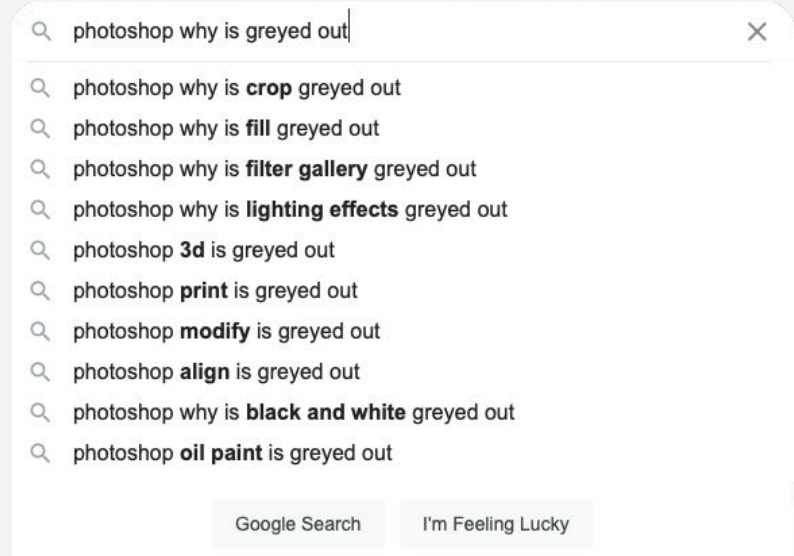 photoshop why is greyed out
photoshop why is crop greyed out
photoshop why is fill greyed out
photoshop why is filter gallery greyed out
photoshop why is lighting effects greyed out
photoshop 3d is greyed out
photoshop print is greyed out
photoshop modify is greyed out
photoshop align is greyed out
photoshop why is black and white greyed out
photoshop oil paint is greyed out
Google Search I'm Feeling Lucky